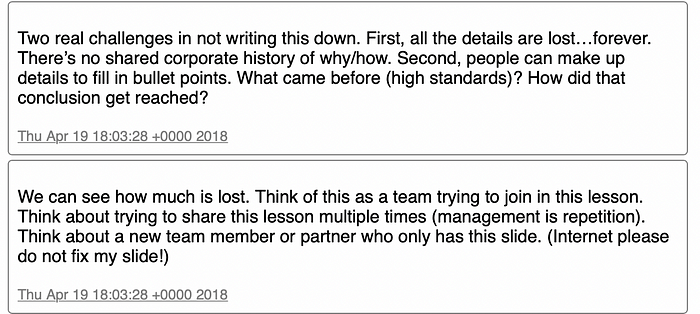 Two real challenges in not writing this down. First, all the details are lost…forever.
There’s no shared corporate history of why/how. Second, people can make up
details to fill in bullet points. What came before (high standards)? How did that
conclusion get reached?
Thu Apr 19 18:03:28 +0000 2018
We can see how much is lost. Think of this as a team trying to join in this lesson.
Think about trying to share this lesson multiple times (management is repetition).
Think about a new team member or partner who only has this slide. (Internet please
do not fix my slide!)
Thu Apr 19 18:03:28 +0000 2018